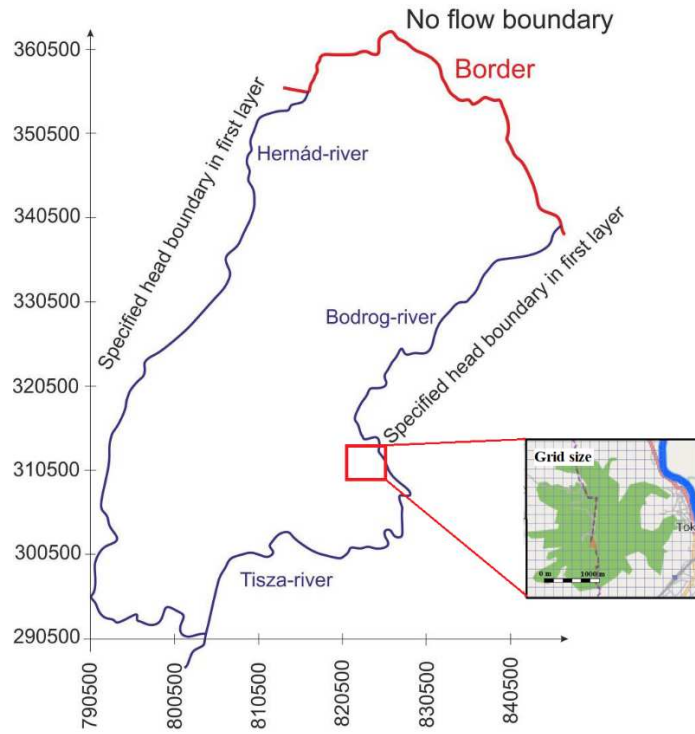 No flow boundary
360500
Border
350500
Hernád-river
Specified head boundary in first layer
340500
330500
Bodrog-river
Specified head boundary in first layer
320500
310500
Grid size
Tok
0 m 1000 m
300500
Tisza-river
290500
790500
800500
810500
820500
830500
840500